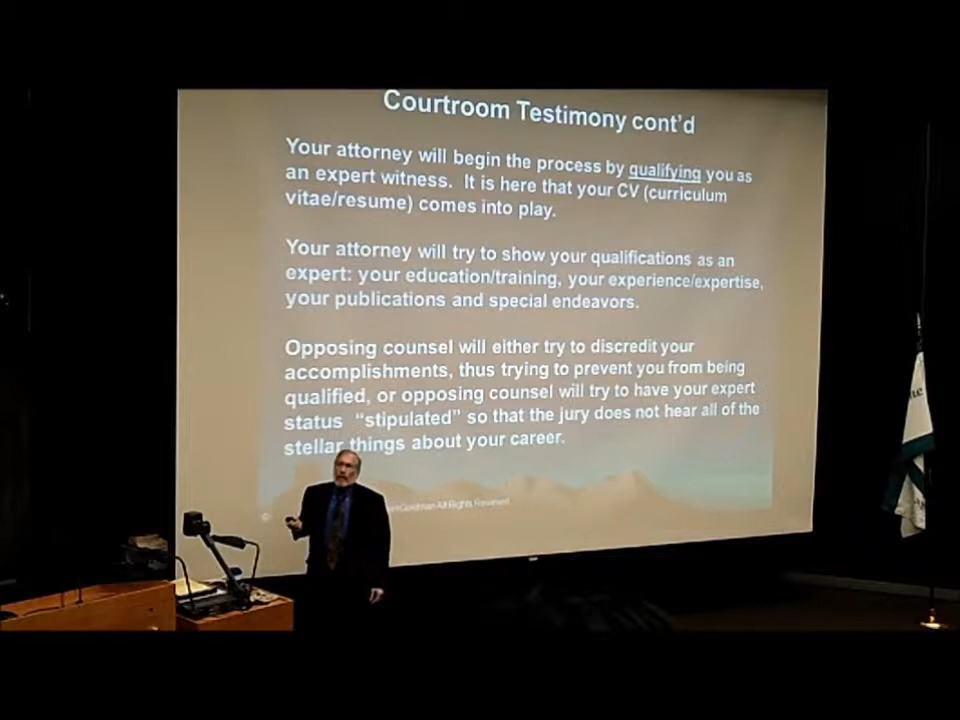 Courtroom Testimony cont'd
Your attorney will begin the process by qualifying you as
an expert witness. It is here that your CV (curriculum
vitae/resume) comes into play.
Your attorney will try to show your qualifications as an
expert: your education/training, your experience/expertise,
your publications and special endeavors.
Opposing counsel will either try to discredit your
accomplishments, thus trying to prevent you from being
qualified, or opposing counsel will try to have your expert
status “stipulated” so that the jury does not hear all of the
stellar things about your career.
© All Rights Reserved